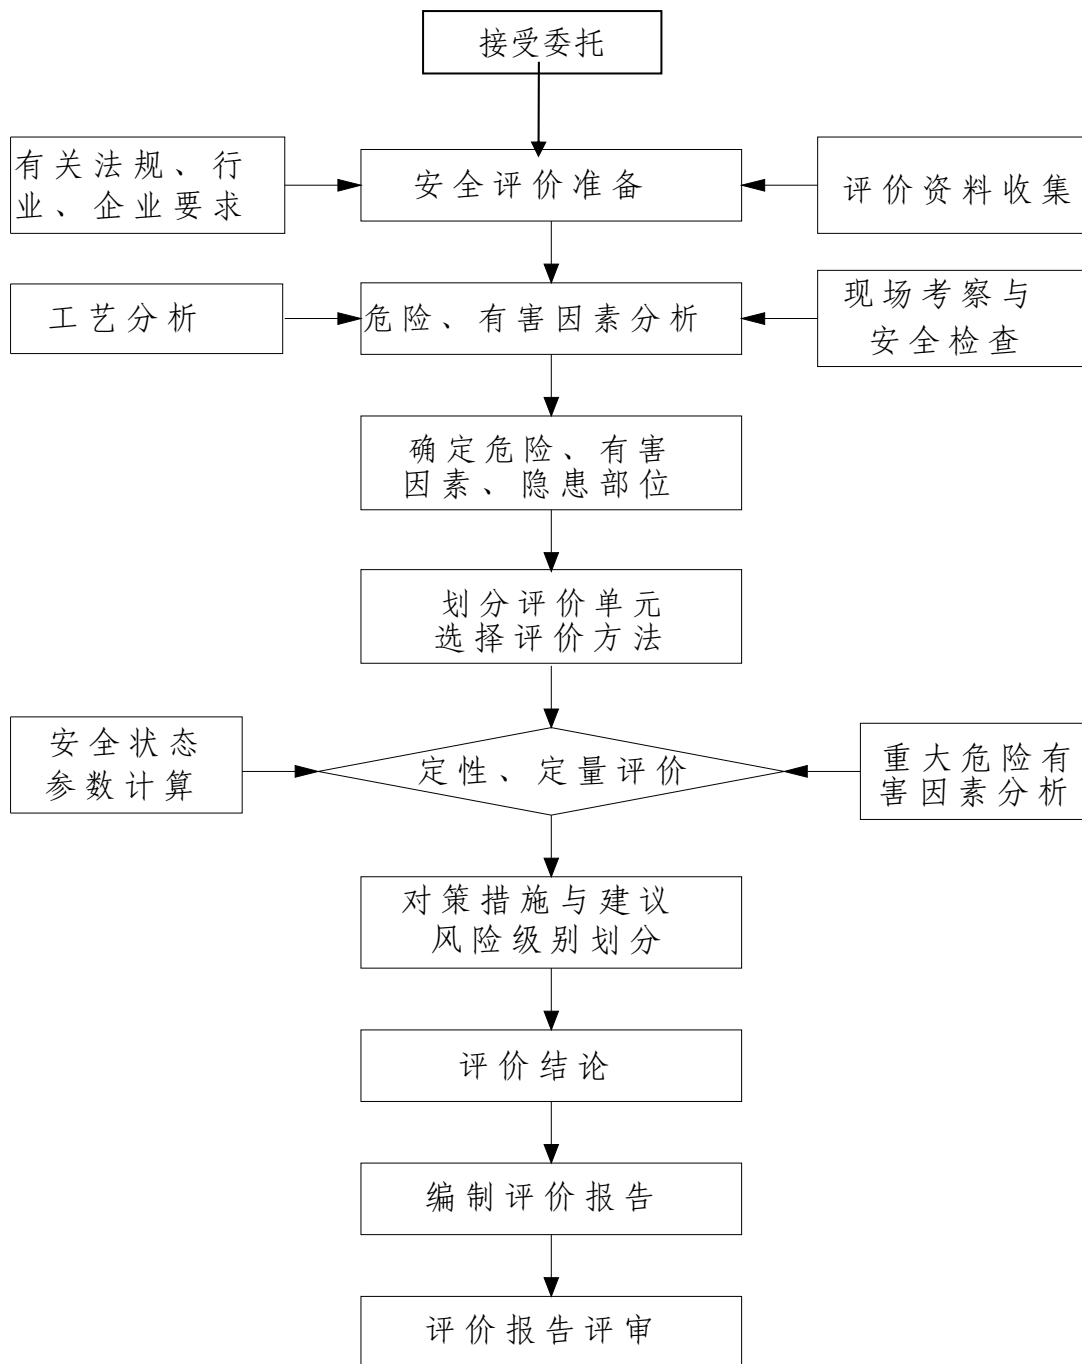 接受委托
有关法规、行
业、企业要求
安全评价准备
评价资料收集
工艺分析
危险、有害因素分析
现场考察与
安全检查
确定危险、有害
因素、隐患部位
划分评价单元
选择评价方法
安全状态
参数计算
定性、定量评价
重大危险有
害因素分析
对策措施与建议
风险级别划分
评价结论
编制评价报告
评价报告评审